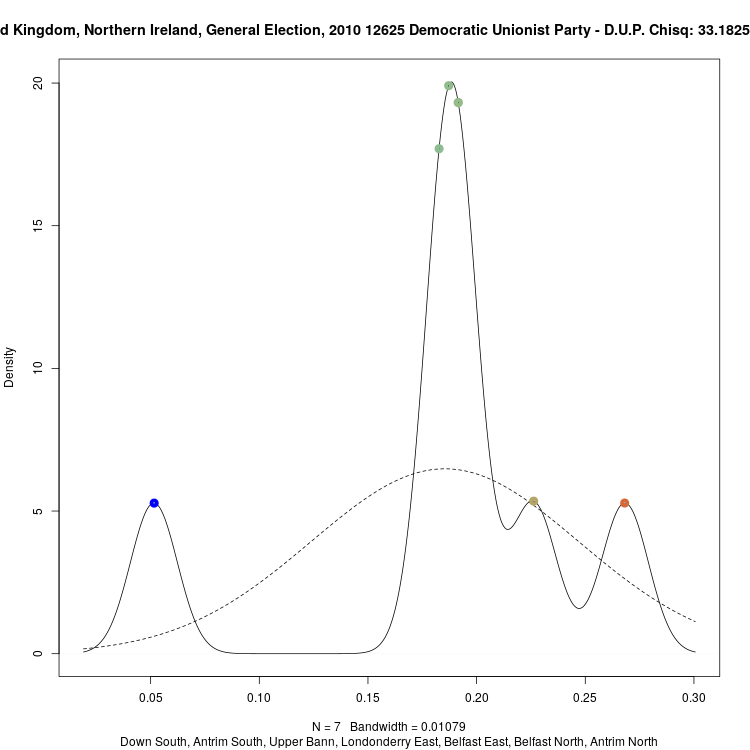 d Kingdom, Northern Ireland, General Election, 2010 12625 Democratic Unionist Party - D.U.P. Chisq: 33.1825
Density
20
15
10
5
0
0.05 0.10 0.15 0.20 0.25 0.30
N = 7 Bandwidth = 0.01079
Down South, Antrim South, Upper Bann, Londonderry East, Belfast East, Belfast North, Antrim North